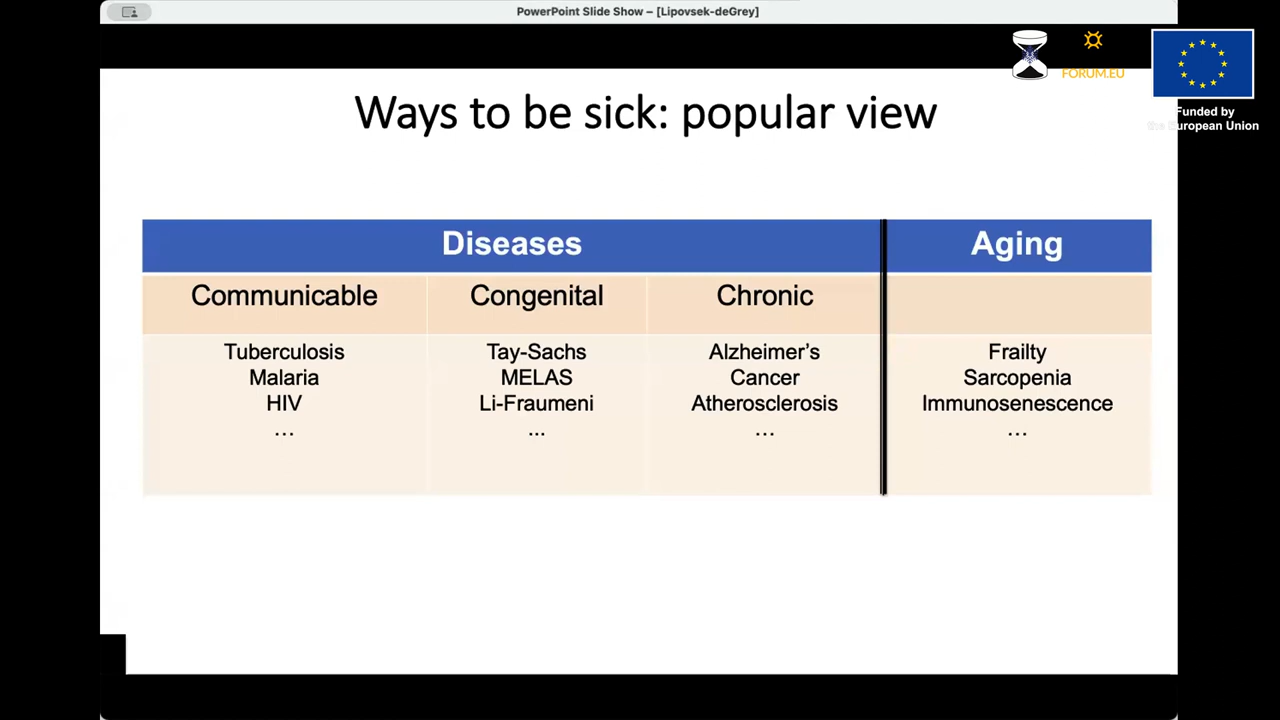 PowerPoint Slide Show – [Lipovsek-deGrey]
FORUM.EU
Funded by
the European Union
Ways to be sick: popular view
Diseases
Aging
Communicable
Congenital
Chronic
Tuberculosis
Malaria
HIV
…
Tay-Sachs
MELAS
Li-Fraumeni
...
Alzheimer’s
Cancer
Atherosclerosis
…
Frailty
Sarcopenia
Immunosenescence
…